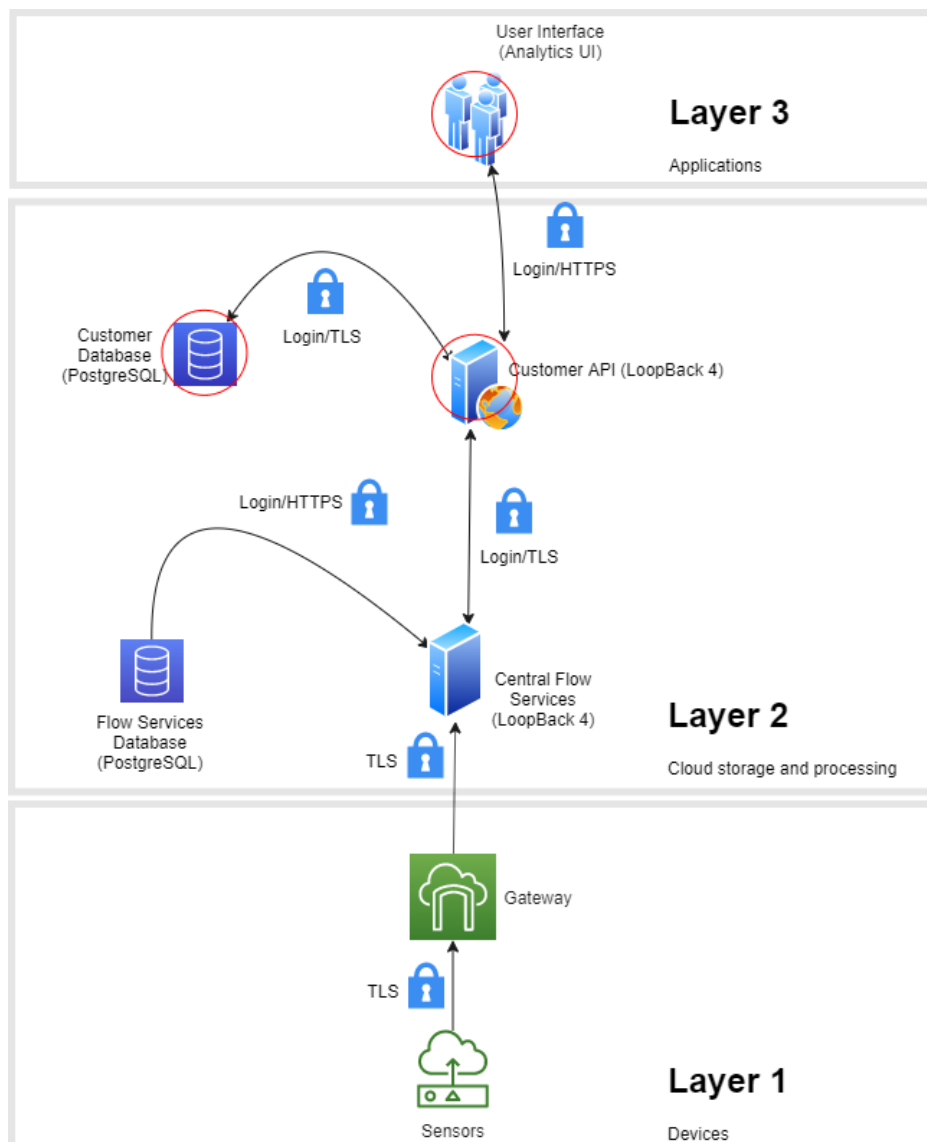 User Interface
(Analytics UI)
Layer 3
Applications
Login/HTTPS
Login/TLS
Customer
Database
(PostgreSQL)
Customer API (LoopBack 4)
Login/HTTPS
Login/TLS
Central Flow
Services
(LoopBack 4)
Flow Services
Database
(PostgreSQL)
Layer 2
Cloud storage and processing
TLS
Gateway
TLS
Layer 1
Sensors
Devices